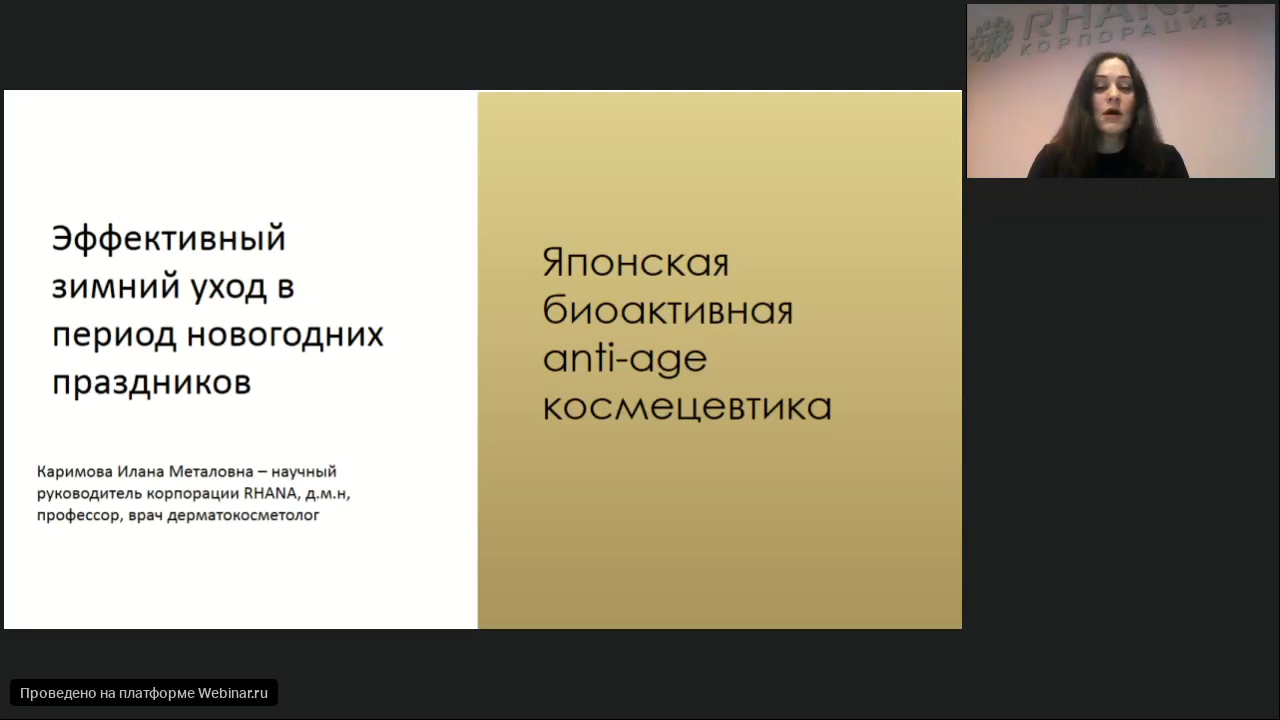 Эффективный
зимний уход в
период новогодних
праздников
Каримова Илана Металовна – научный
руководитель корпорации RHANA, д.м.н,
профессор, врач дерматокосметолог
Японская
биоактивная
anti-age
космецевтика
RHANA
КОРПОРАЦИЯ
Проведено на платформе Webinar.ru